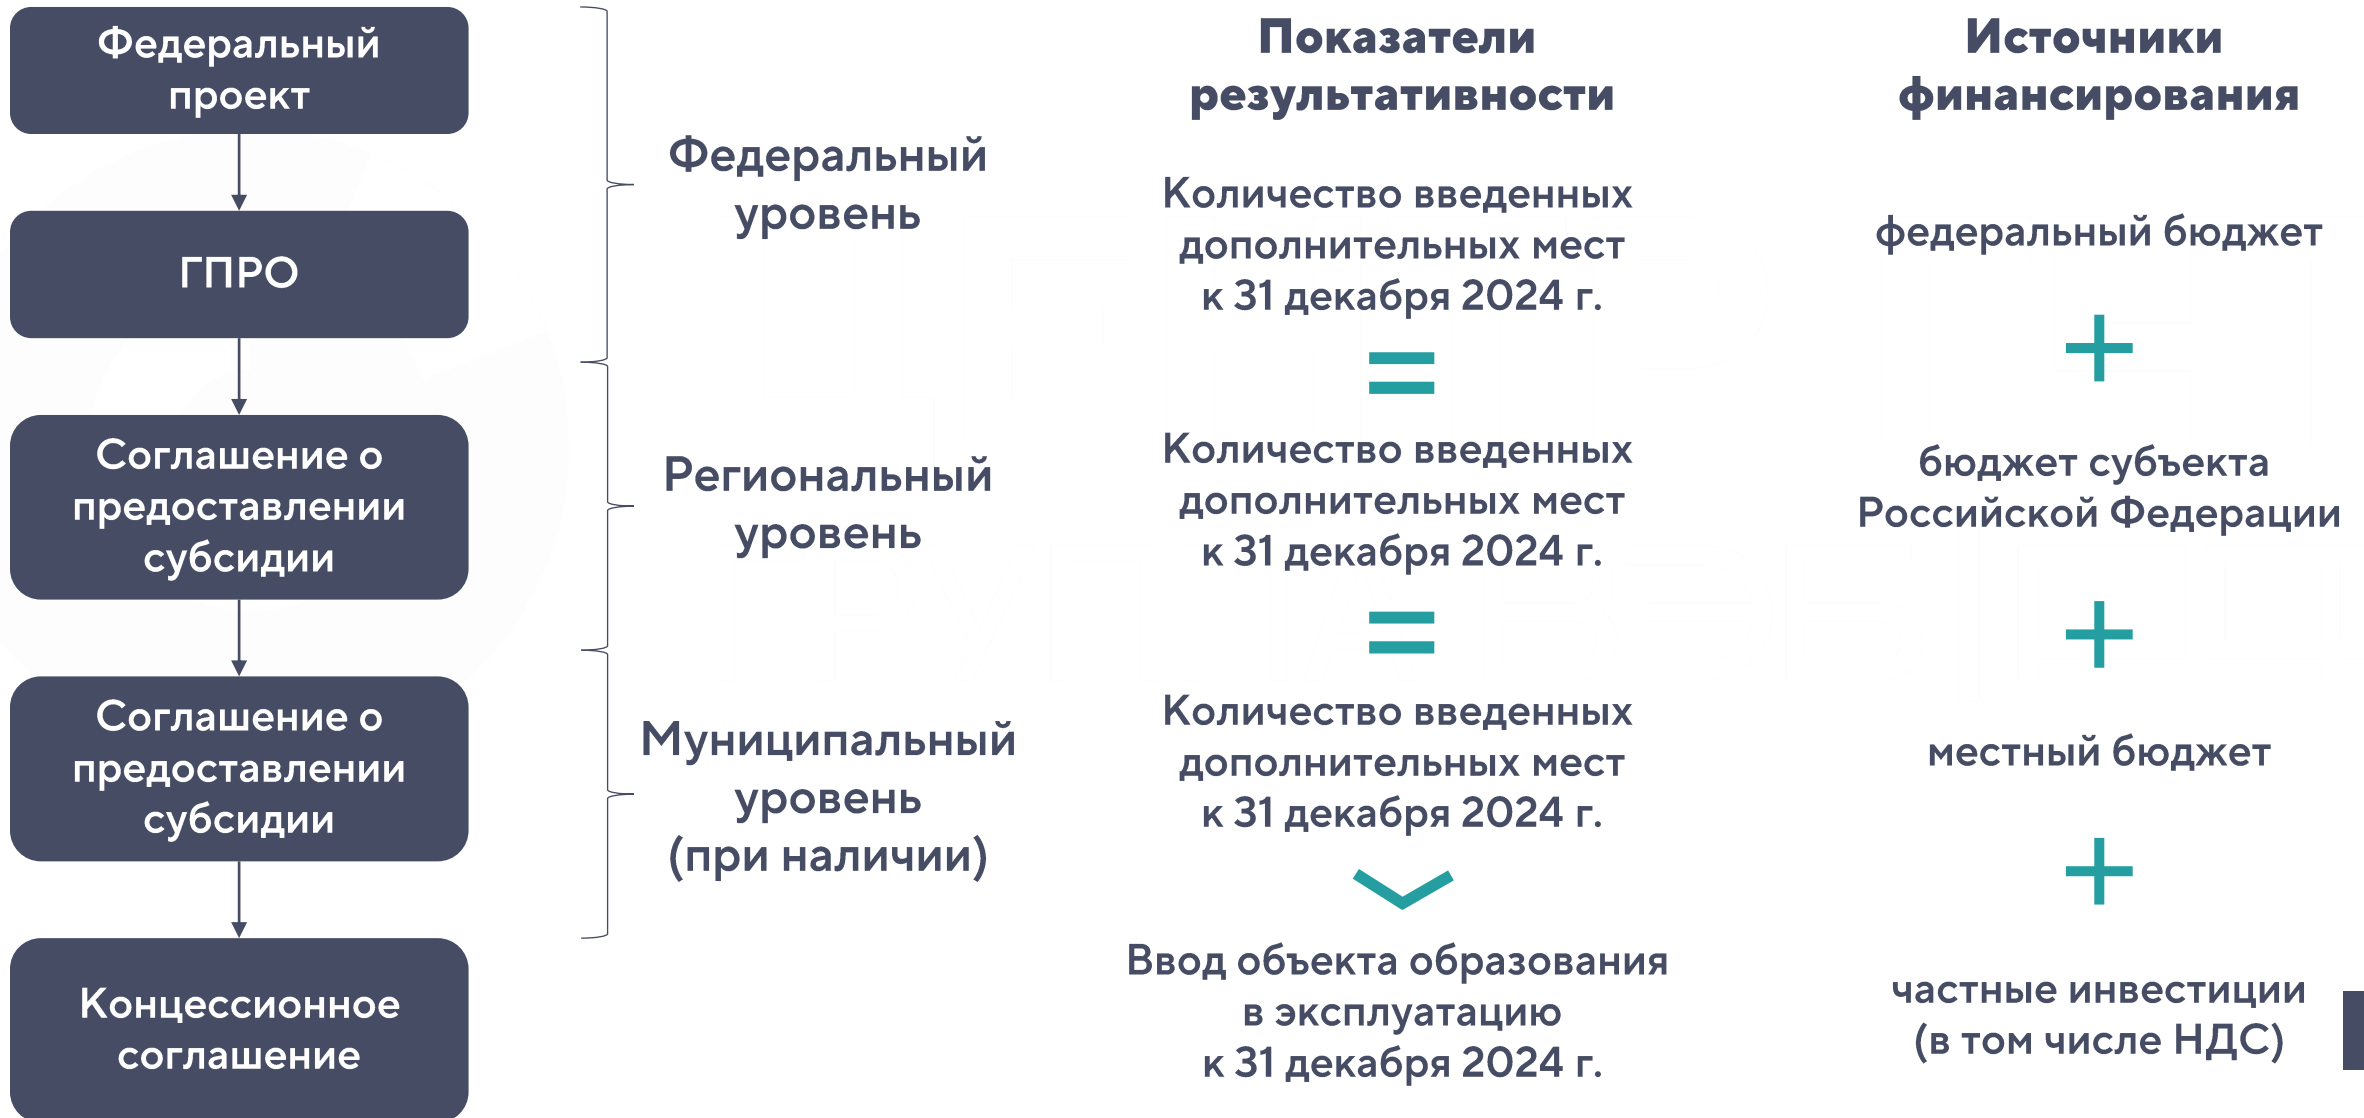 Федеральный
проект
ГПРО
Соглашение о
предоставлении
субсидии
Соглашение о
предоставлении
субсидии
Концессионное
соглашение
Федеральный
уровень
Региональный
уровень
Муниципальный
уровень
(при наличии)
Показатели
результативности
Количество введенных
дополнительных мест
к 31 декабря 2024 г.
=
Количество введенных
дополнительных мест
к 31 декабря 2024 г.
=
Количество введенных
дополнительных мест
к 31 декабря 2024 г.
Ввод объекта образования
в эксплуатацию
к 31 декабря 2024 г.
Источники
финансирования
федеральный бюджет
+
бюджет субъекта
Российской Федерации
+
местный бюджет
+
частные инвестиции
(в том числе НДС)